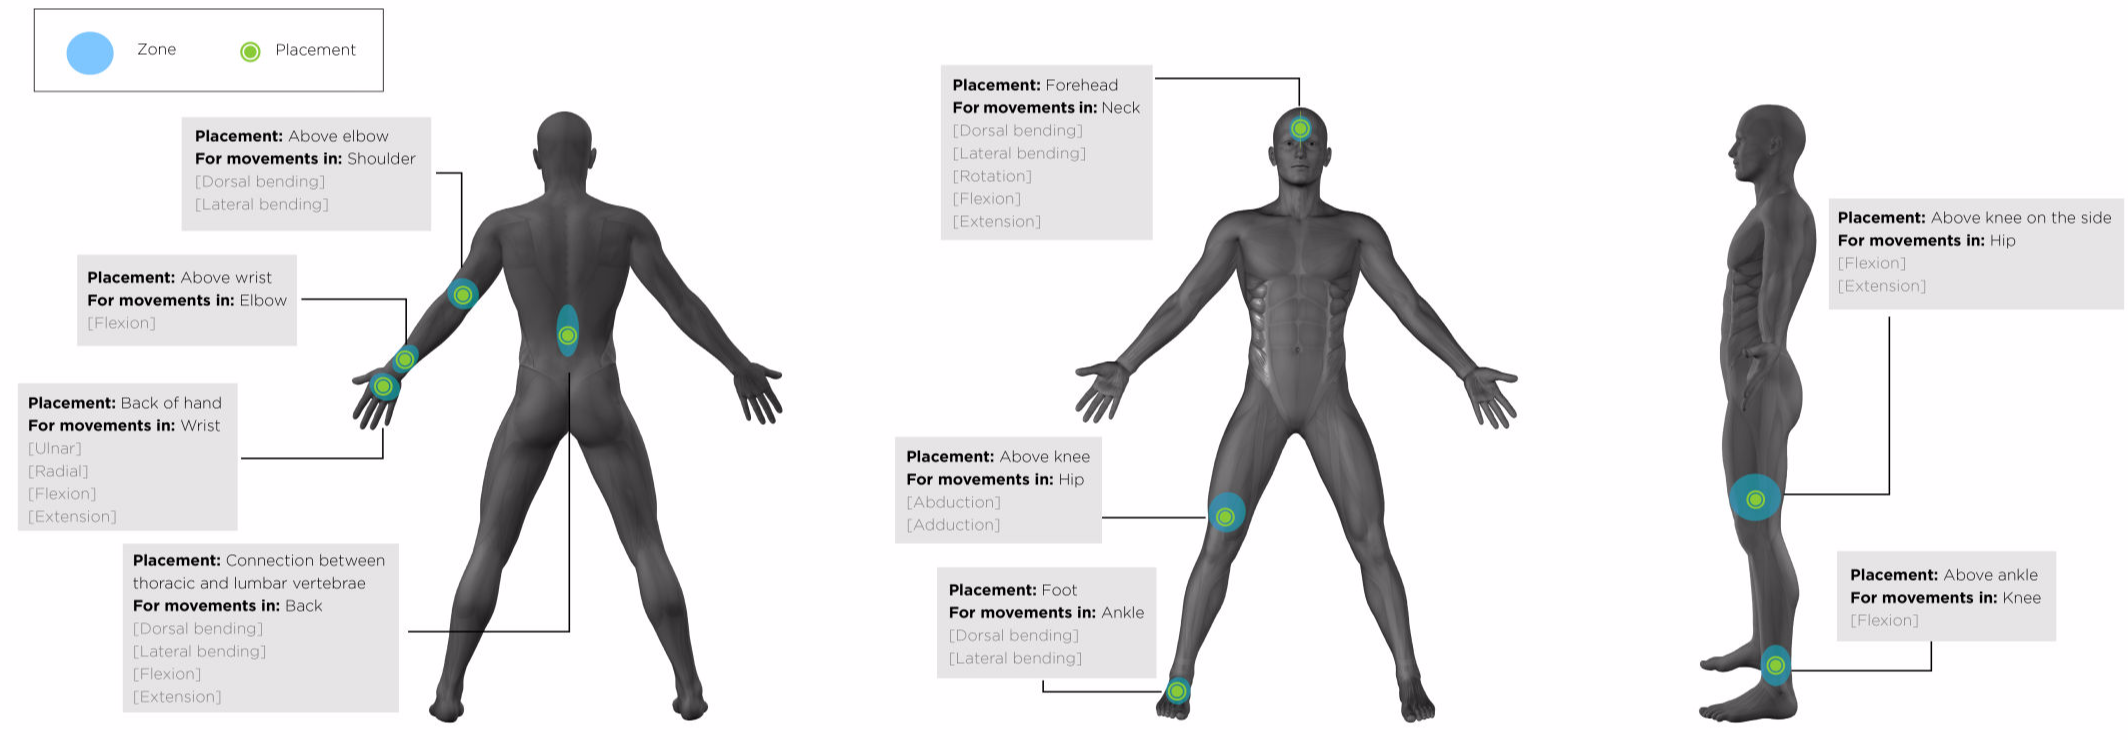 Zone
Placement
Placement: Above elbow
For movements in: Shoulder
[Dorsal bending]
[Lateral bending]
Placement: Above wrist
For movements in: Elbow
[Flexion]
Placement: Back of hand
For movements in: Wrist
[Ulnar]
[Radial]
[Flexion]
[Extension]
Placement: Connection between
thoracic and lumbar vertebrae
For movements in: Back
[Dorsal bending]
[Lateral bending]
[Flexion]
[Extension]
Placement: Forehead
For movements in: Neck
[Dorsal bending]
[Lateral bending]
[Rotation]
[Flexion]
[Extension]
Placement: Above knee
For movements in: Hip
[Abduction]
[Adduction]
Placement: Foot
For movements in: Ankle
[Dorsal bending]
[Lateral bending]
Placement: Above knee on the side
For movements in: Hip
[Flexion]
[Extension]
Placement: Above ankle
For movements in: Knee
[Flexion]